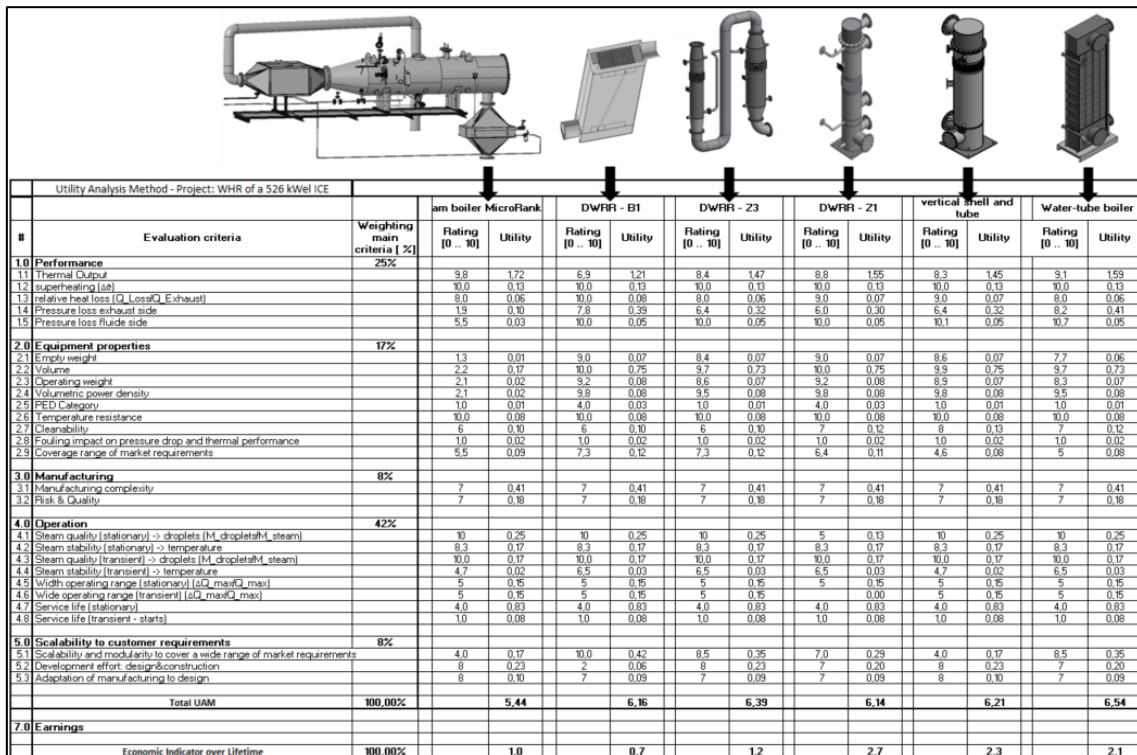 Utility Analysis Method - Project: WHR of a 526 kWel ICE
am boiler MicroRank DWRR - B1 DWRR - Z3 DWRR - Z1 vertical shell and tube Water-tube boiler
# Evaluation criteria Weighting main criteria [ %] Rating [0 .. 10] Utility Rating [0 .. 10] Utility Rating [0 .. 10] Utility Rating [0 .. 10] Utility Rating [0 .. 10] Utility Rating [0 .. 10] Utility
1.0 Performance 25%
1.1 Thermal Output 9,8 1,72 6,9 1,21 8,4 1,47 8,8 1,55 8,3 1,45 9,1 1,59
1.2 superheating (Δϑ) 10,0 0,13 10,0 0,13 10,0 0,13 10,0 0,13 10,0 0,13 10,0 0,13
1.3 relative heat loss (Q_Loss/Q_Exhaust) 8,0 0,06 10,0 0,08 8,0 0,06 9,0 0,07 9,0 0,07 8,0 0,06
1.4 Pressure loss exhaust side 1,9 0,10 7,8 0,39 6,4 0,32 6,0 0,30 6,4 0,32 8,2 0,41
1.5 Pressure loss fluide side 5,5 0,03 10,0 0,05 10,0 0,05 10,0 0,05 10,1 0,05 10,7 0,05
2.0 Equipment properties 17%
2.1 Empty weight 1,3 0,01 9,0 0,07 8,4 0,07 9,0 0,07 8,6 0,07 7,7 0,06
2.2 Volume 2,2 0,17 10,0 0,75 9,7 0,73 10,0 0,75 9,9 0,75 9,7 0,73
2.3 Operating weight 2,1 0,02 9,2 0,08 8,6 0,07 9,2 0,08 8,9 0,07 8,3 0,07
2.4 Volumetric power density 2,1 0,02 9,8 0,08 9,5 0,08 9,8 0,08 9,8 0,08 9,5 0,08
2.5 PED Category 1,0 0,01 4,0 0,03 1,0 0,01 4,0 0,03 1,0 0,01 1,0 0,01
2.6 Temperature resistance 10,0 0,08 10,0 0,08 10,0 0,08 10,0 0,08 10,0 0,08 10,0 0,08
2.7 Cleanability 6 0,10 6 0,10 6 0,10 7 0,12 8 0,13 7 0,12
2.8 Fouling impact on pressure drop and thermal performance 1,0 0,02 1,0 0,02 1,0 0,02 1,0 0,02 1,0 0,02 1,0 0,02
2.9 Coverage range of market requirements 5,5 0,09 7,3 0,12 7,3 0,12 6,4 0,11 4,6 0,08 5 0,08
3.0 Manufacturing 8%
3.1 Manufacturing complexity 7 0,41 7 0,41 7 0,41 7 0,41 7 0,41 7 0,41
3.2 Risk & Quality 7 0,18 7 0,18 7 0,18 7 0,18 7 0,18 7 0,18
4.0 Operation 42%
4.1 Steam quality (stationary) -> droplets (M_droplets/M_steam) 10 0,25 10 0,25 10 0,25 5 0,13 10 0,25 10 0,25
4.2 Steam stability (stationary) -> temperature 8,3 0,17 8,3 0,17 8,3 0,17 8,3 0,17 8,3 0,17 8,3 0,17
4.3 Steam quality (transient) -> droplets (M_droplets/M_steam) 10,0 0,17 10,0 0,17 10,0 0,17 10,0 0,17 10,0 0,17 10,0 0,17
4.4 Steam stability (transient) -> temperature 4,7 0,02 6,5 0,03 6,5 0,03 6,5 0,03 4,7 0,02 6,5 0,03
4.5 Width operating range (stationary) (ΔQ_max/Q_max) 5 0,15 5 0,15 5 0,15 5 0,15 5 0,15 5 0,15
4.6 Wide operating range (transient) (ΔQ_max/Q_max) 5 0,15 5 0,15 5 0,15 0,00 5 0,15 5 0,15
4.7 Service life (stationary) 4,0 0,83 4,0 0,83 4,0 0,83 4,0 0,83 4,0 0,83 4,0 0,83
4.8 Service life (transient - starts) 1,0 0,08 1,0 0,08 1,0 0,08 1,0 0,08 1,0 0,08 1,0 0,08
5.0 Scalability to customer requirements 8%
5.1 Scalability and modularity to cover a wide range of market requirements 4,0 0,17 10,0 0,42 8,5 0,35 7,0 0,29 4,0 0,17 8,5 0,35
5.2 Development effort: design&construction 8 0,23 2 0,06 8 0,23 7 0,20 8 0,23 7 0,20
5.3 Adaptation of manufacturing to design 8 0,10 7 0,09 7 0,09 7 0,09 8 0,10 7 0,09
Total UAM 100,00% 5,44 6,16 6,39 6,14 6,21 6,54
7.0 Earnings
Economic Indicator over Lifetime 100,00% 1,0 0,7 1,2 2,7 2,3 2,1